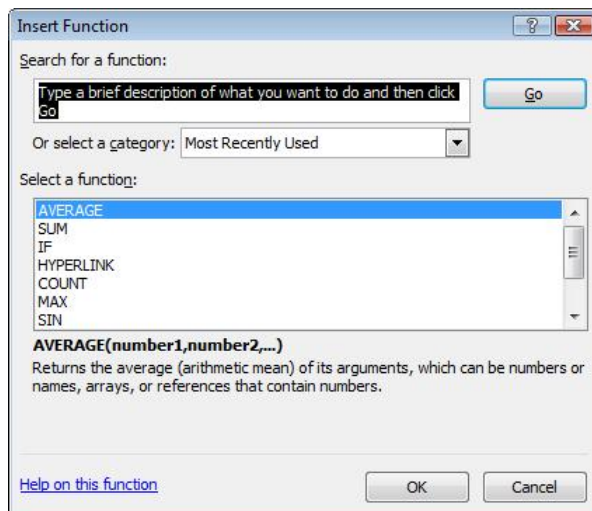 Insert Function
Search for a function:
Type a brief description of what you want to do and then click
Go
Go
Or select a category: Most Recently Used
Select a function:
AVERAGE
SUM
IF
HYPERLINK
COUNT
MAX
SIN
AVERAGE(number1,number2,...)
Returns the average (arithmetic mean) of its arguments, which can be numbers or
names, arrays, or references that contain numbers.
Help on this function
OK
Cancel